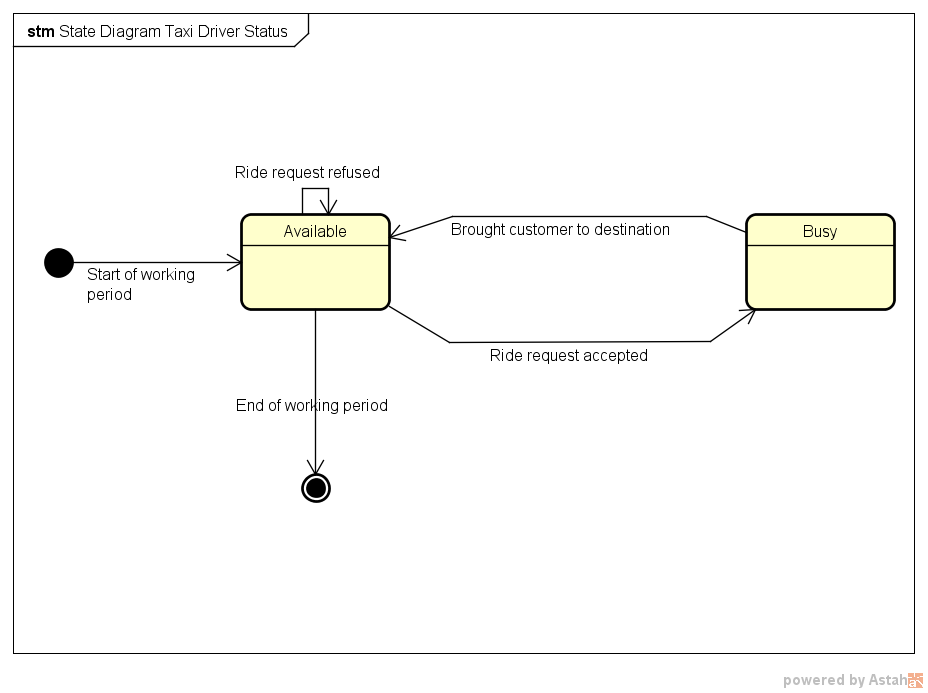 stm State Diagram Taxi Driver Status
Ride request refused
Available
Brought customer to destination
Busy
Start of working
period
Ride request accepted
End of working period
powered by Astah